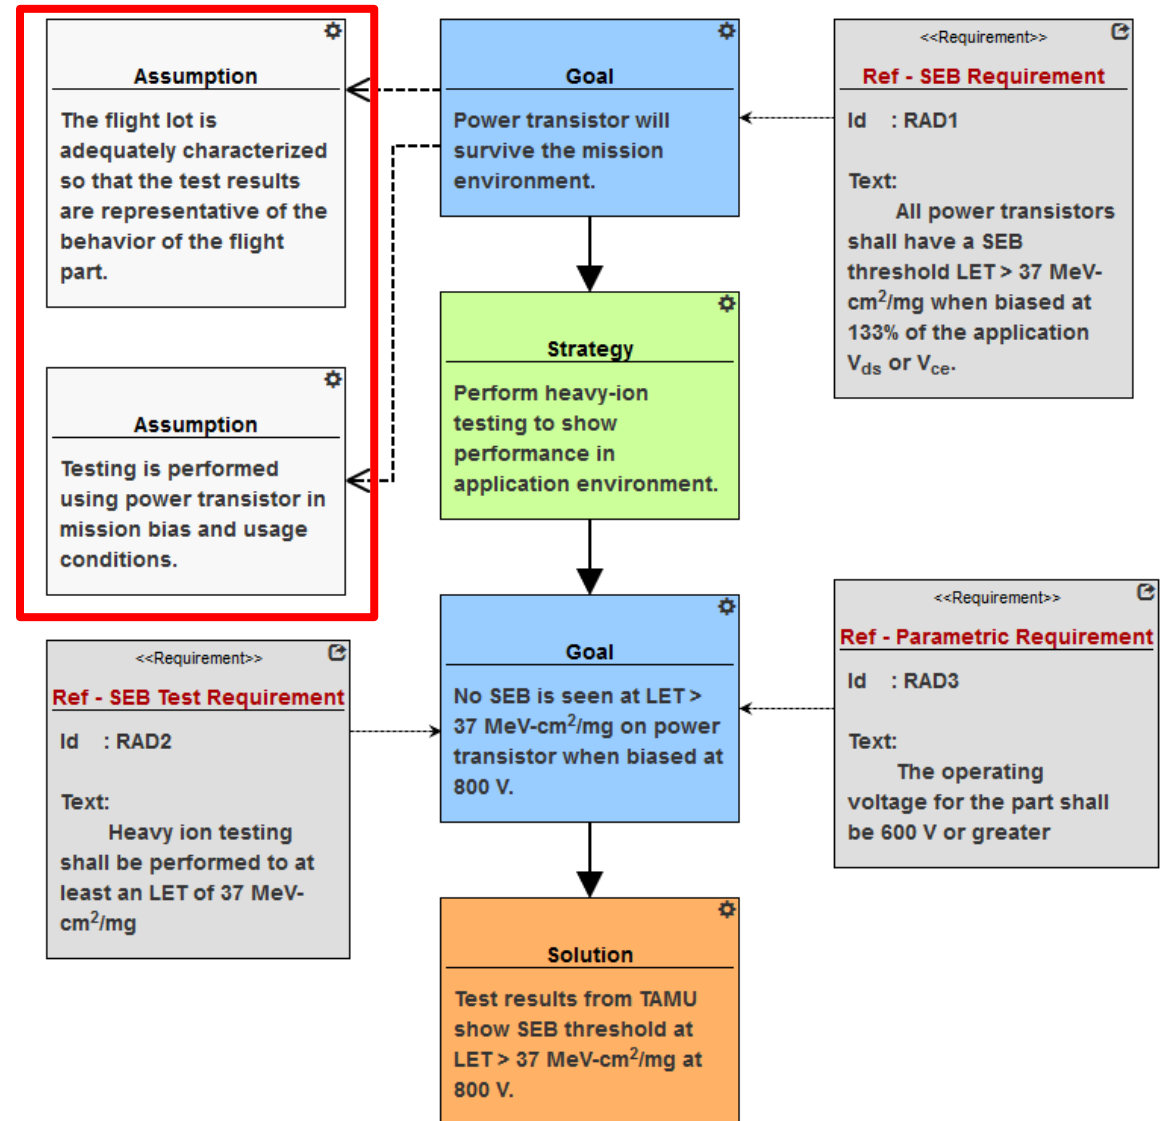 Assumption
The flight lot is
adequately characterized
so that the test results
are representative of the
behavior of the flight
part.
Goal
Power transistor will
survive the mission
environment.
<<Requirement>>
Ref - SEB Requirement
Id : RAD1
Text:
All power transistors
shall have a SEB
threshold LET > 37 MeV-
cm²/mg when biased at
133% of the application
Vds or Vce.
Strategy
Perform heavy-ion
testing to show
performance in
application environment.
Assumption
Testing is performed
using power transistor in
mission bias and usage
conditions.
<<Requirement>>
Ref - SEB Test Requirement
Id : RAD2
Text:
Heavy ion testing
shall be performed to at
least an LET of 37 MeV-
cm²/mg
Goal
No SEB is seen at LET >
37 MeV-cm²/mg on power
transistor when biased at
800 V.
<<Requirement>>
Ref - Parametric Requirement
Id : RAD3
Text:
The operating
voltage for the part shall
be 600 V or greater
Solution
Test results from TAMU
show SEB threshold at
LET > 37 MeV-cm²/mg at
800 V.